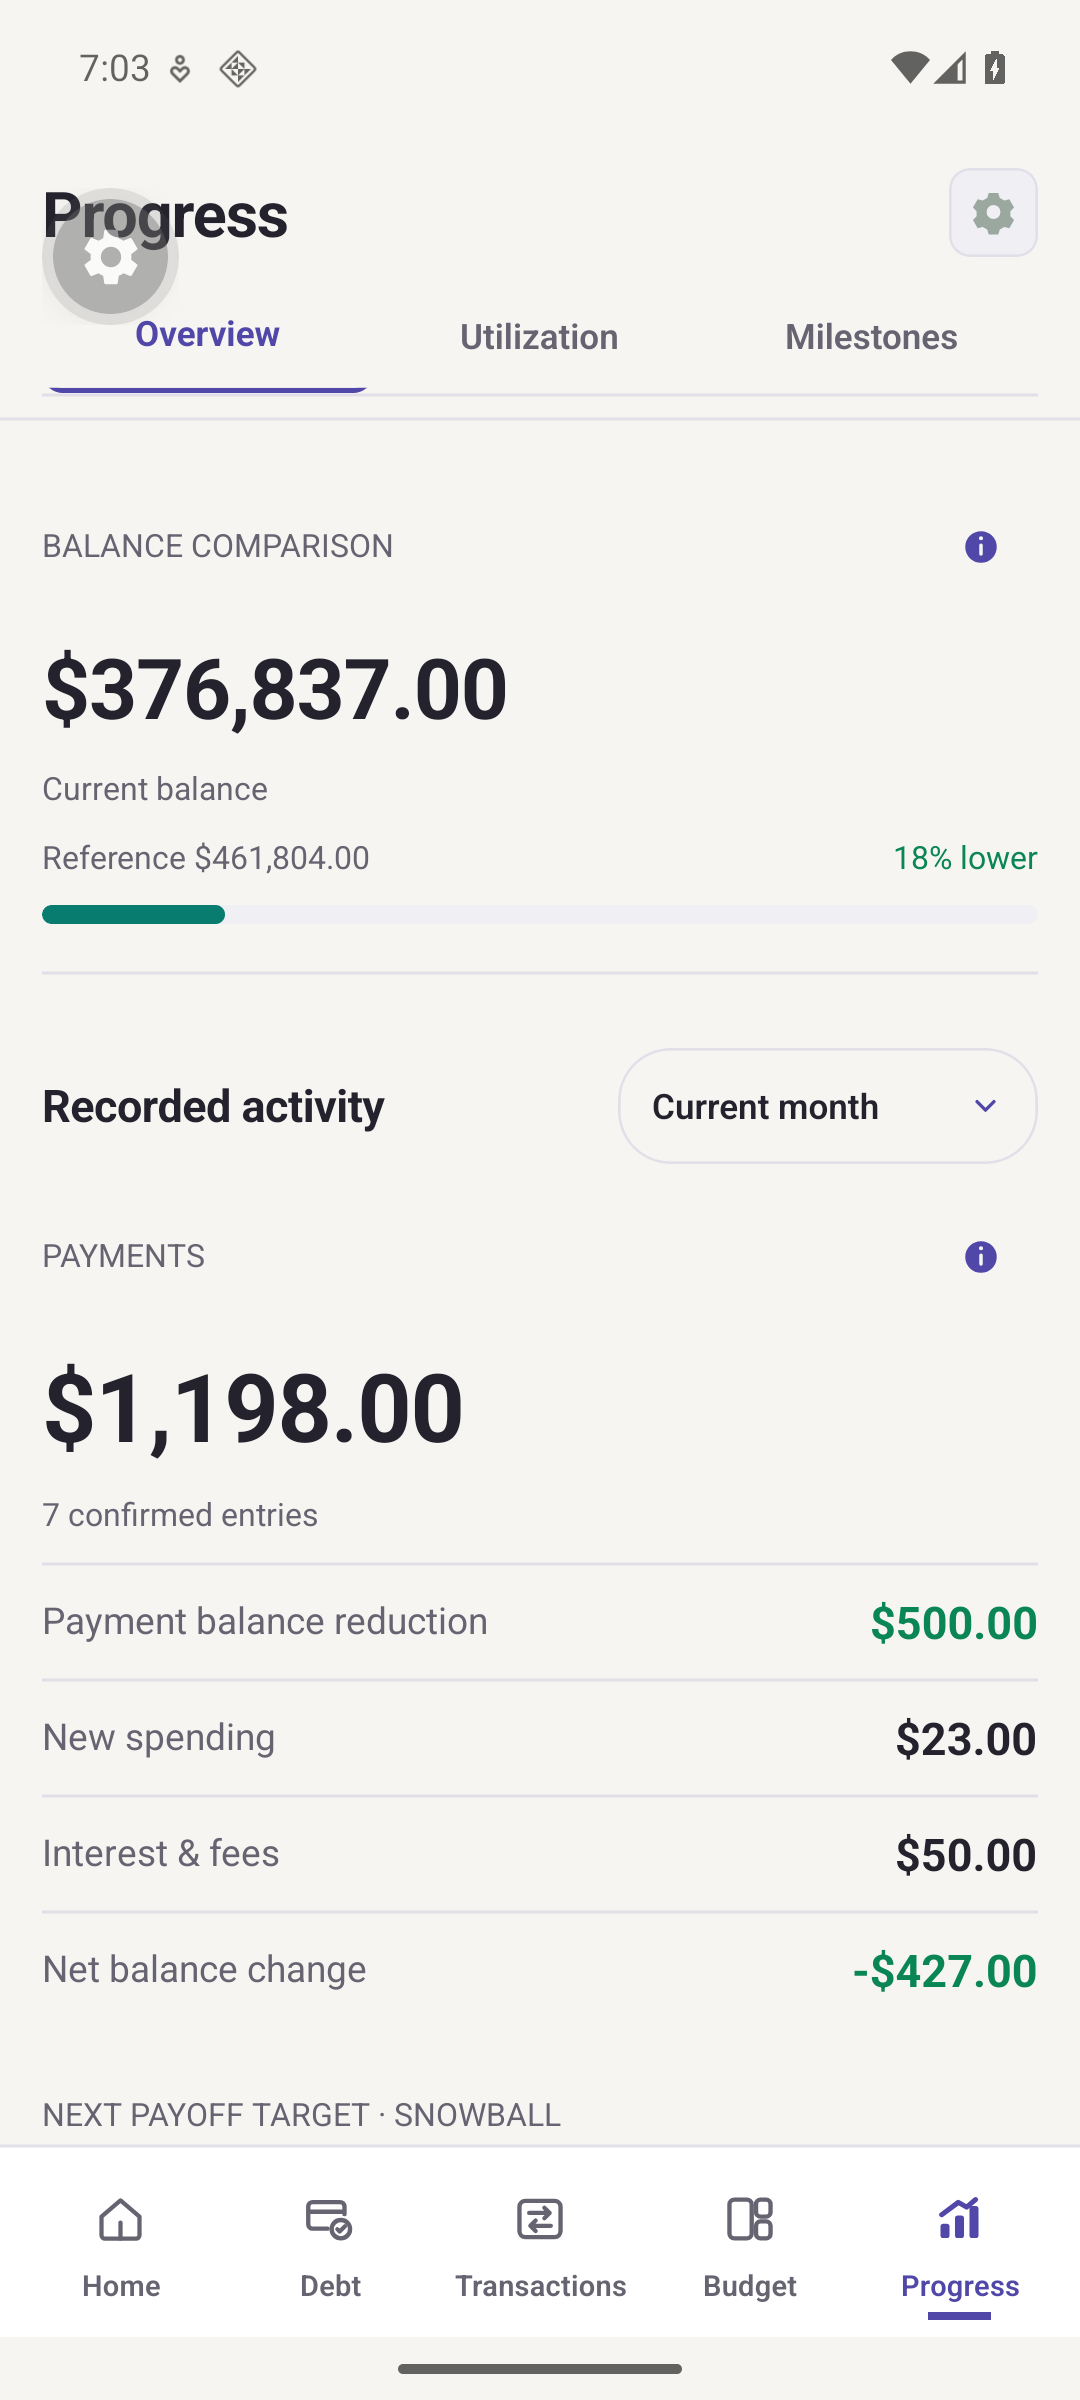 7:03
Progress
Overview
Utilization
Milestones
BALANCE COMPARISON
$376,837.00
Current balance
Reference $461,804.00
18% lower
Recorded activity
Current month
PAYMENTS
$1,198.00
7 confirmed entries
Payment balance reduction
$500.00
New spending
$23.00
Interest & fees
$50.00
Net balance change
-$427.00
NEXT PAYOFF TARGET · SNOWBALL
Home
Debt
Transactions
Budget
Progress